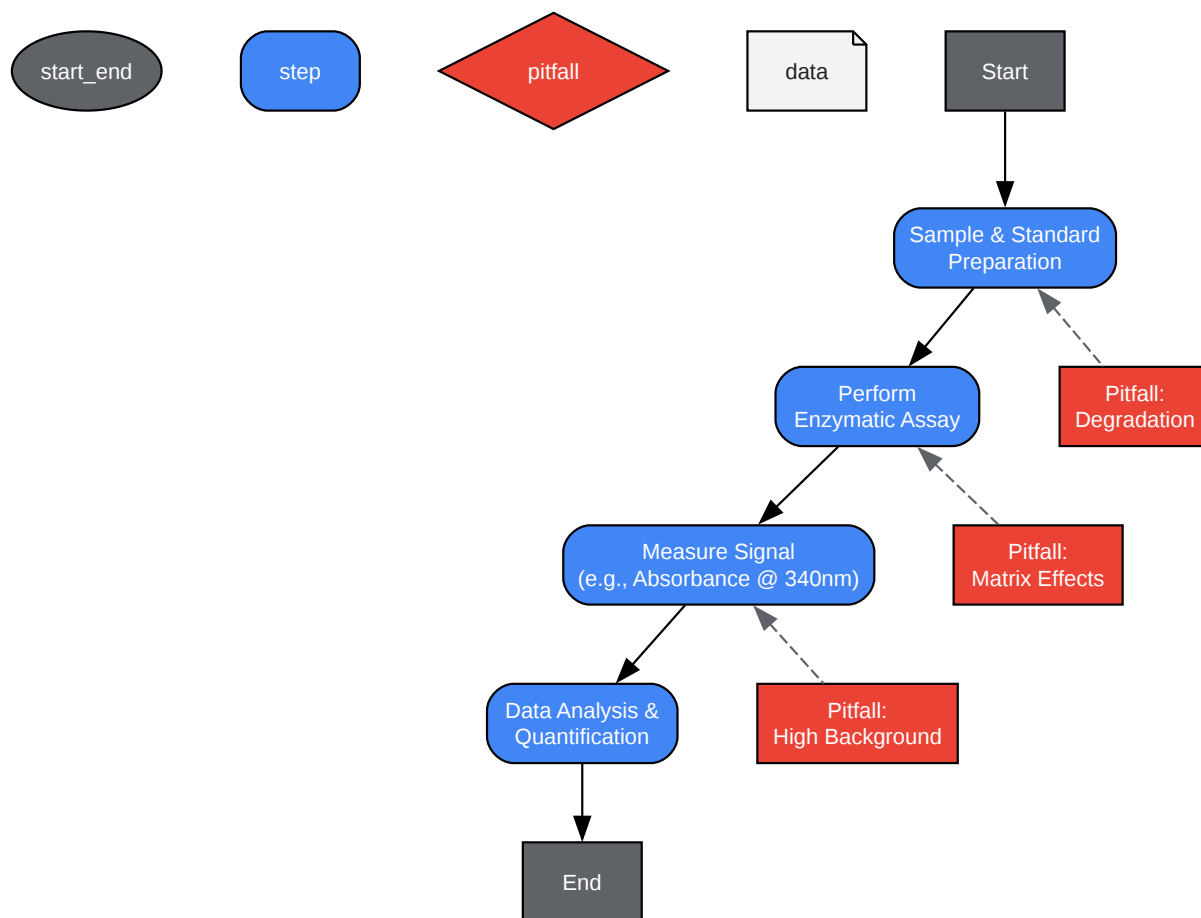 start_end
step
pitfall
data
Start
Sample & Standard
Preparation
Perform
Enzymatic Assay
Pitfall:
Degradation
Measure Signal
(e.g., Absorbance @ 340nm)
Pitfall:
Matrix Effects
Data Analysis &
Quantification
Pitfall:
High Background
End